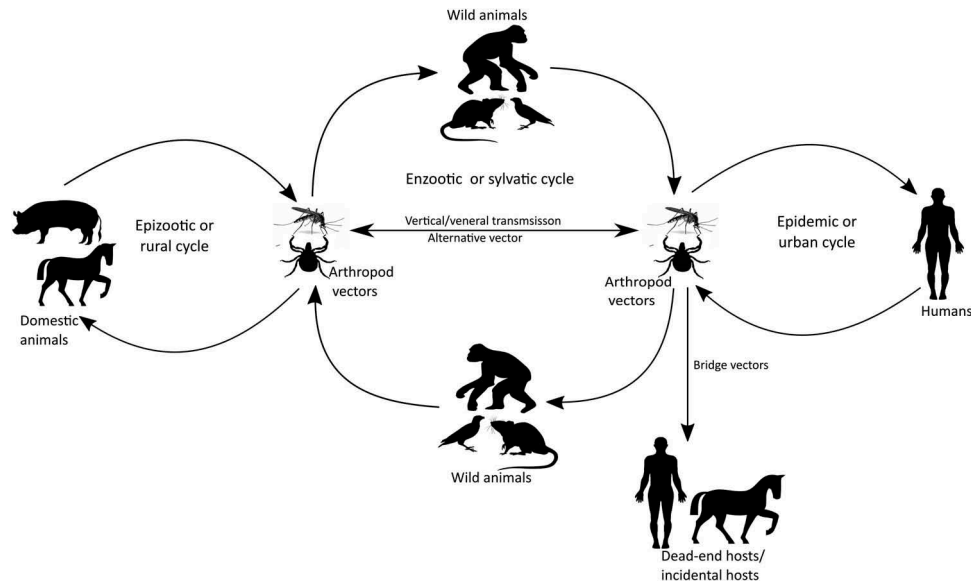 Wild animals
Enzootic or sylvatic cycle
Epizootic or
rural cycle
Vertical/veneral transmisson
Alternative vector
Epidemic or
urban cycle
Arthropod
vectors
Arthropod
vectors
Domestic
animals
Humans
Bridge vectors
Wild animals
Dead-end hosts/
incidental hosts